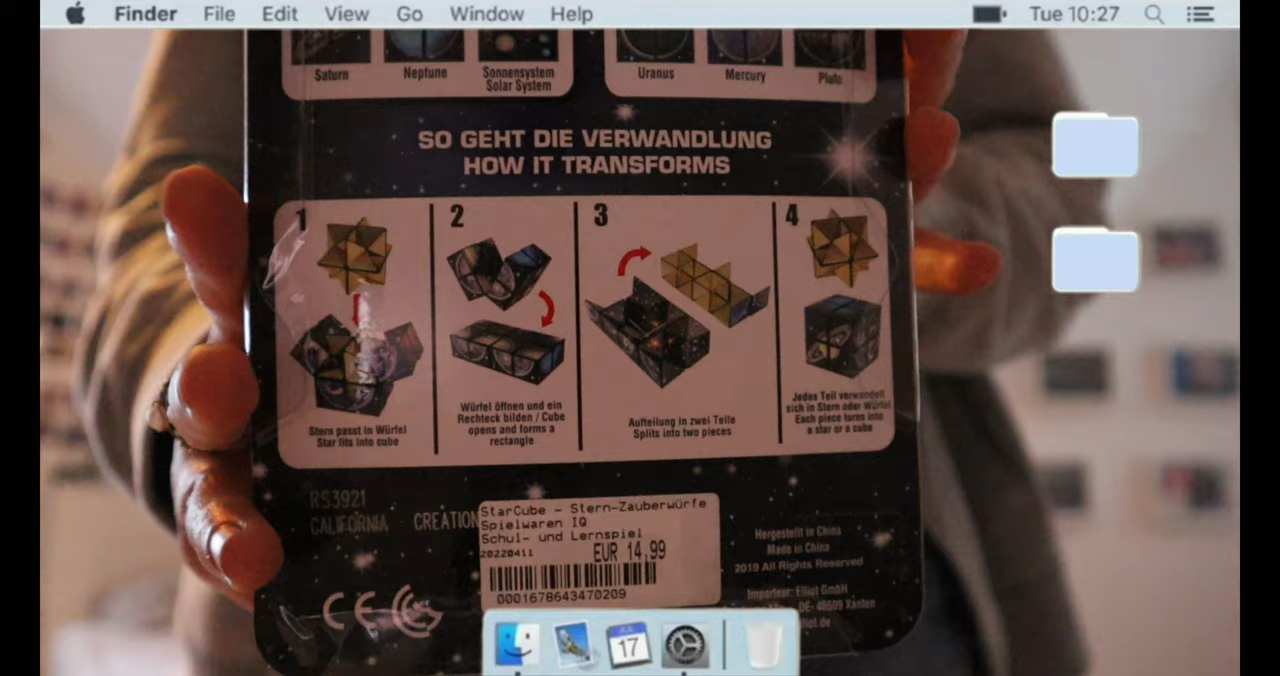 Finder File Edit View Go Window Help Tue 10:27
Saturn Neptune Sonnensystem
Solar System
Uranus Mercury Pluto
SO GEHT DIE VERWANDLUNG
HOW IT TRANSFORMS
1 2 3 4
Stern passt in Würfel
Star fits into cube
Würfel öffnen und ein
Rechteck bilden / Cube
opens and forms a
rectangle
Aufteilung in zwei Teile
Splits into two pieces
Jedes Teil verwandelt
sich in Stern oder Würfel
Each piece turns into
a star or a cube
RS3921
CALIFORNIA CREATION
StarCube - Stern-Zauberwürfe
Spielwaren IQ
Schul- und Lernspiel
20220411 EUR 14,99
0001678643470209
Hergestellt in China
Made in China
2019 All Rights Reserved
Importeur: Elliot GmbH
DE- 46509 Xanten
CE
JUL
17